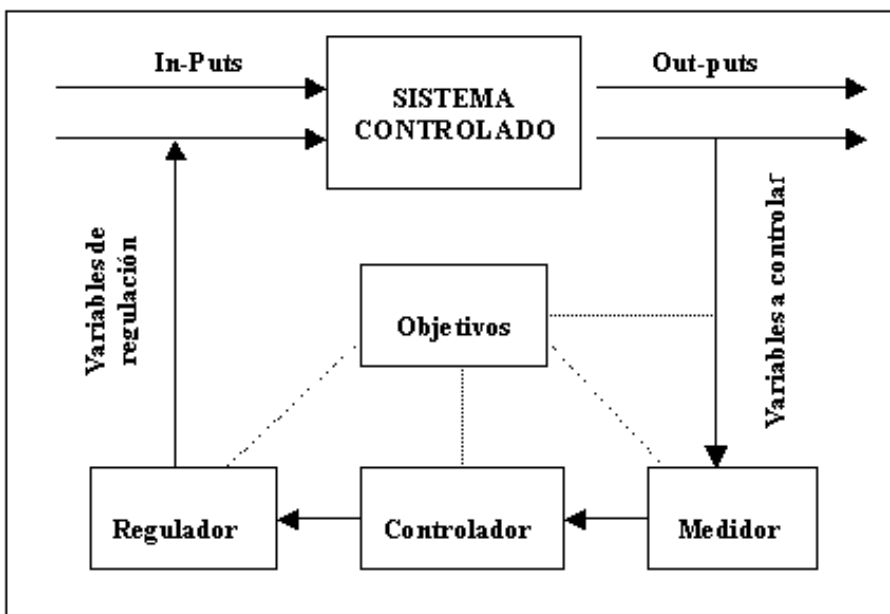 In-Puts
Out-puts
SISTEMA
CONTROLADO
Variables de
regulación
Objetivos
Variables a controlar
Regulador
Controlador
Medidor